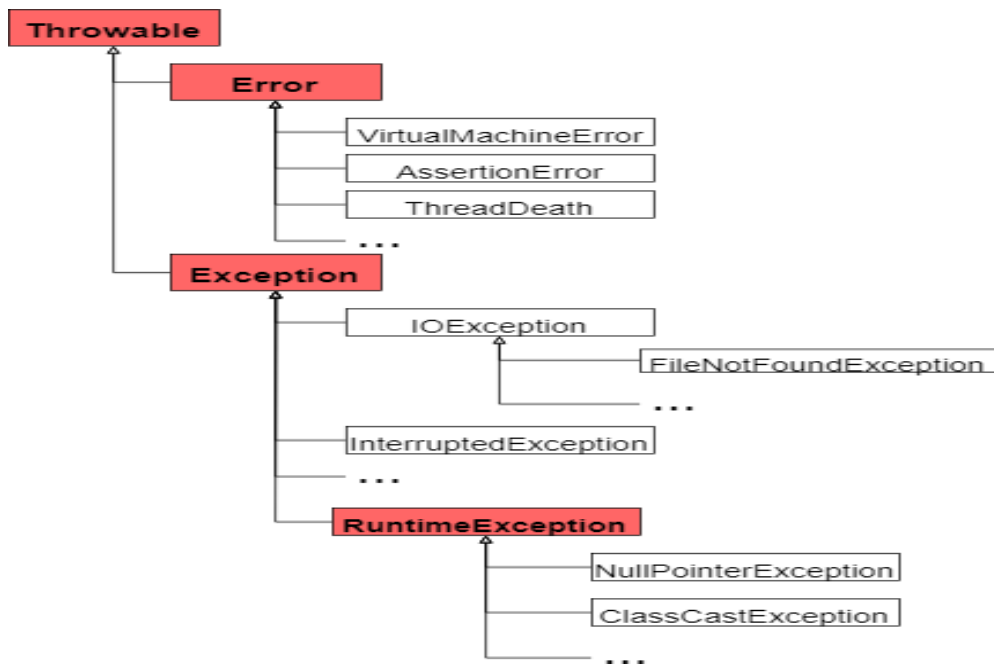 Throwable
Error
VirtualMachineError
AssertionError
ThreadDeath
...
Exception
IOException
FileNotFoundException
...
InterruptedException
...
RuntimeException
NullPointerException
ClassCastException
...